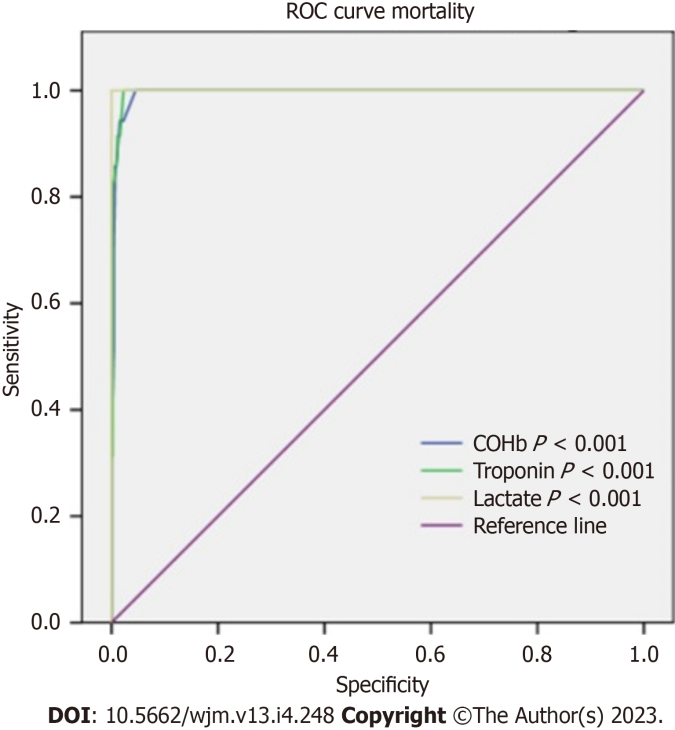 ROC curve mortality
1.0
0.8
0.6
0.4
0.2
0.0
Sensitivity
COHb P < 0.001
Troponin P < 0.001
Lactate P < 0.001
Reference line
0.0 0.2 0.4 0.6 0.8 1.0
Specificity
DOI: 10.5662/wjm.v13.i4.248 Copyright ©The Author(s) 2023.